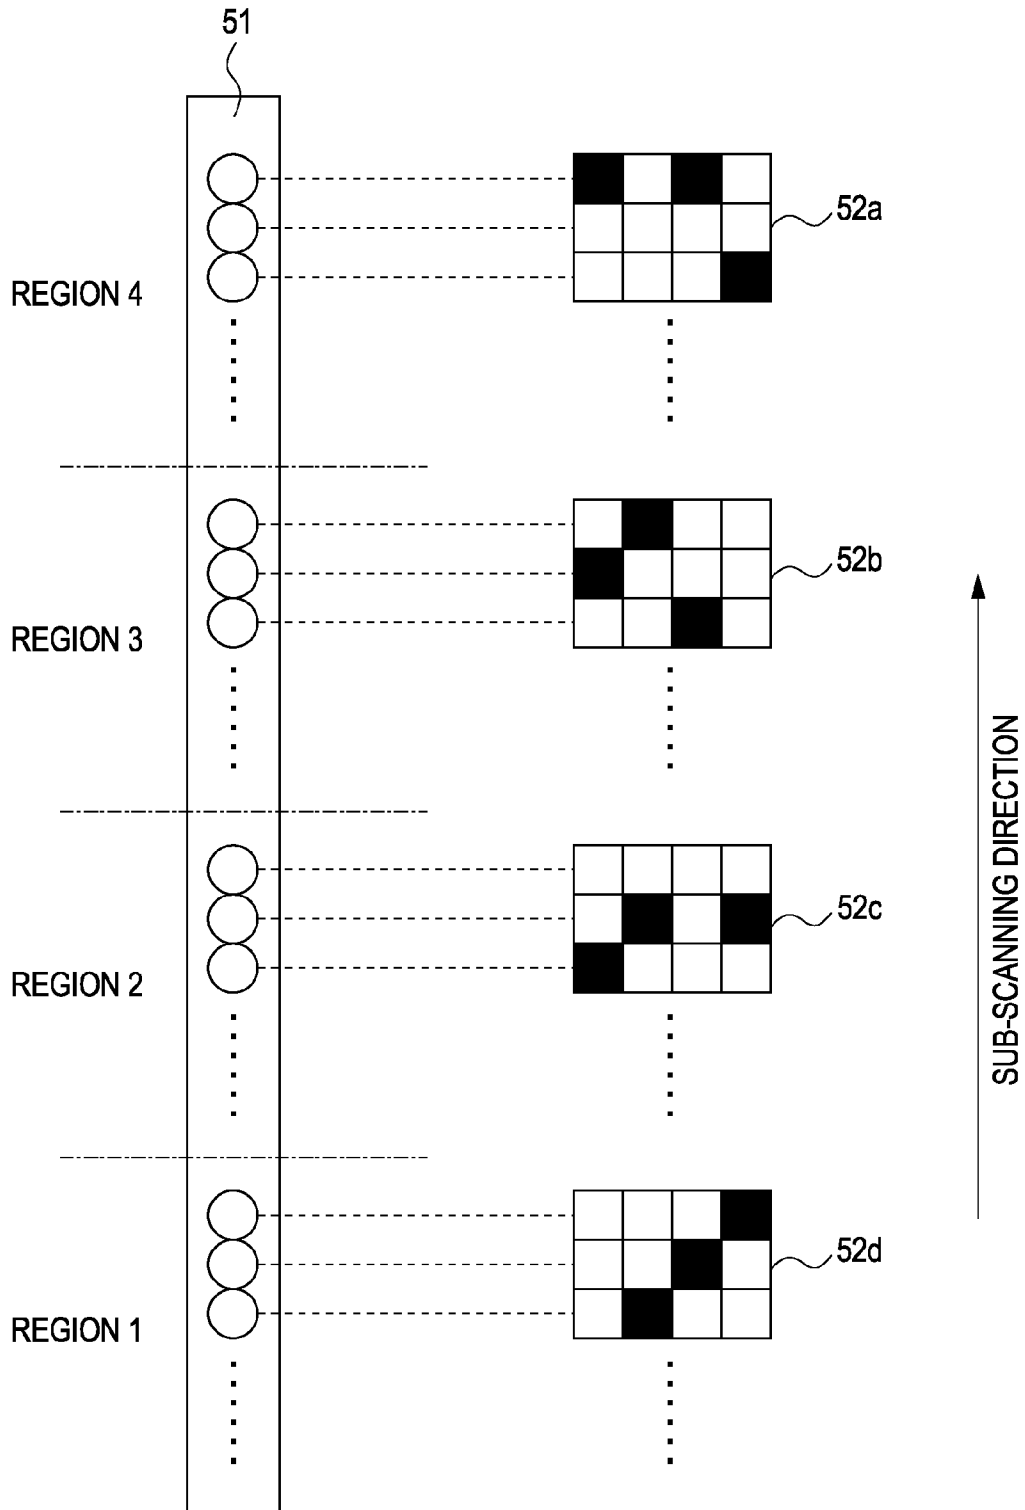 51
52a
REGION 4
52b
REGION 3
52c
REGION 2
SUB-SCANNING DIRECTION
52d
REGION 1